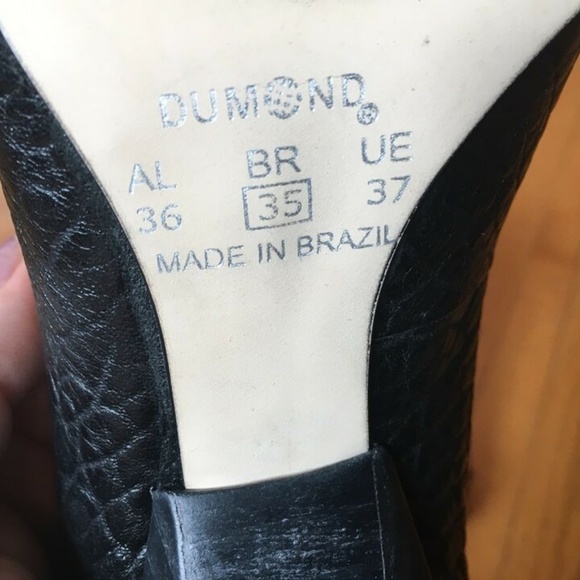 DUMOND®
AL BR UE
36 35 37
MADE IN BRAZIL